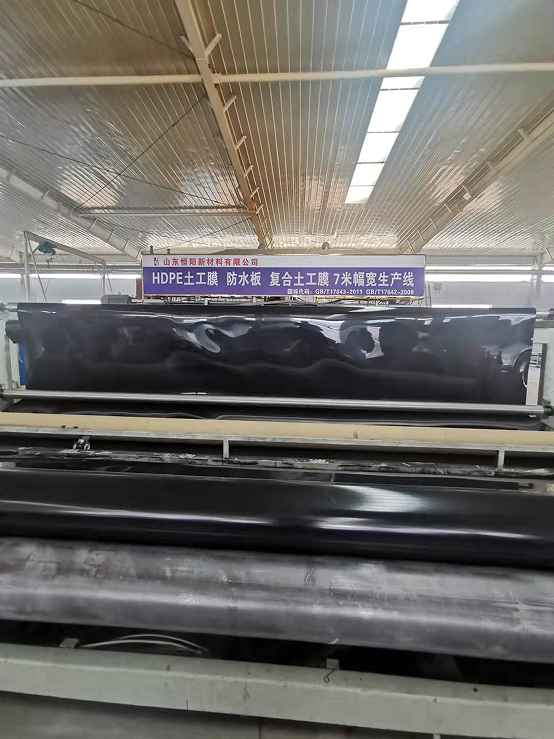 山东恒阳新材料有限公司
HDPE土工膜 防水板 复合土工膜 7米幅宽生产线
国标代码：GB/T17643-2011 GB/T17642-2008